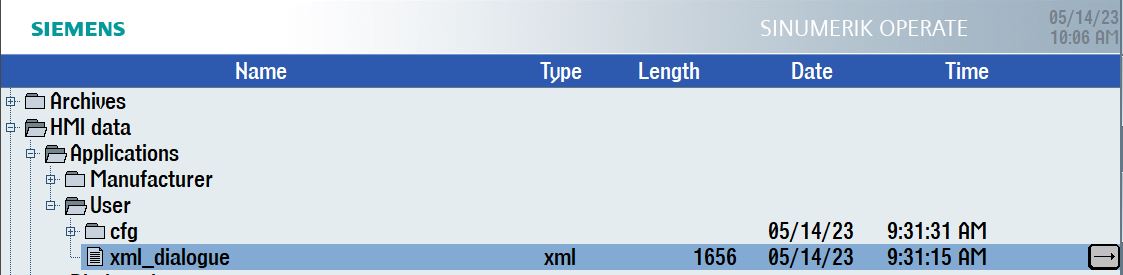 SIEMENS SINUMERIK OPERATE 05/14/23
10:06 AM
Name Type Length Date Time
Archives
HMI data
Applications
Manufacturer
User
cfg 05/14/23 9:31:31 AM
xml_dialogue xml 1656 05/14/23 9:31:15 AM